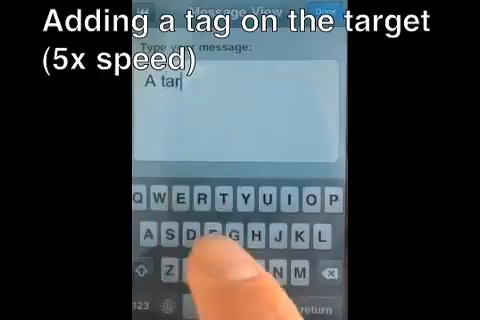 Adding a tag on the target
(5x speed)
Message View
Done
Type your message:
A tar
Q W E R T Y U I O P
A S D F G H J K L
Z N M
123 return